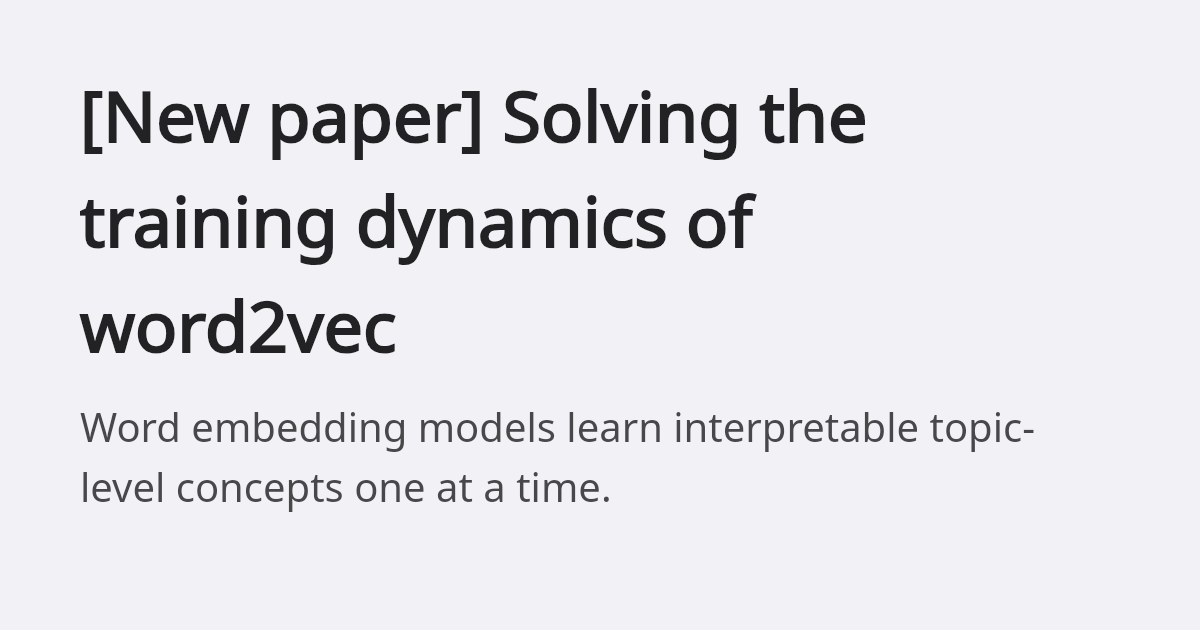 [New paper] Solving the
training dynamics of
word2vec
Word embedding models learn interpretable topic-
level concepts one at a time.